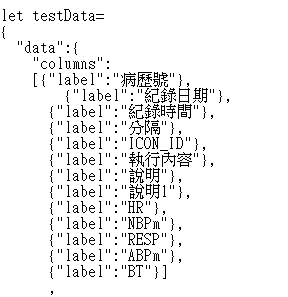 let testData=
{
"data":{
"columns":
[{"label":"病歷號"},
{"label":"紀錄日期"},
{"label":"紀錄時間"},
{"label":"分隔"},
{"label":"ICON_ID"},
{"label":"執行內容"},
{"label":"說明"},
{"label":"說明1"},
{"label":"HR"},
{"label":"NBPm"},
{"label":"RESP"},
{"label":"ABPm"},
{"label":"BT"}]
,